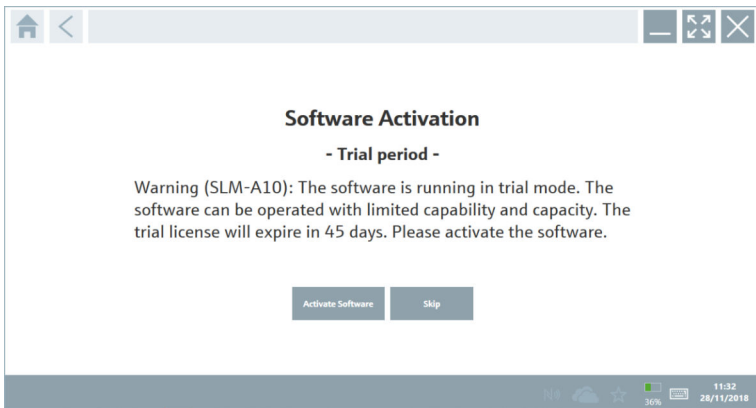 Software Activation
- Trial period -
Warning (SLM-A10): The software is running in trial mode. The
software can be operated with limited capability and capacity. The
trial license will expire in 45 days. Please activate the software.
Activate Software
Skip
36%
11:32
28/11/2018